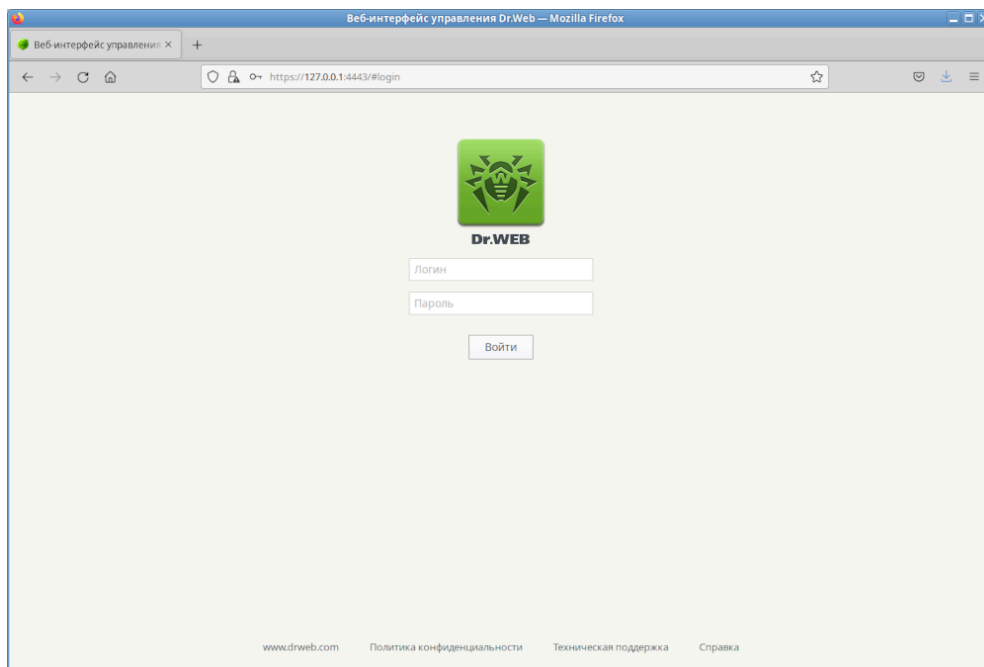 Веб-интерфейс управления Dr.Web — Mozilla Firefox
Веб-интерфейс управления
https://127.0.0.1:4443/#login
Dr.WEB
Логин
Пароль
Войти
www.drweb.com Политика конфиденциальности Техническая поддержка Справка